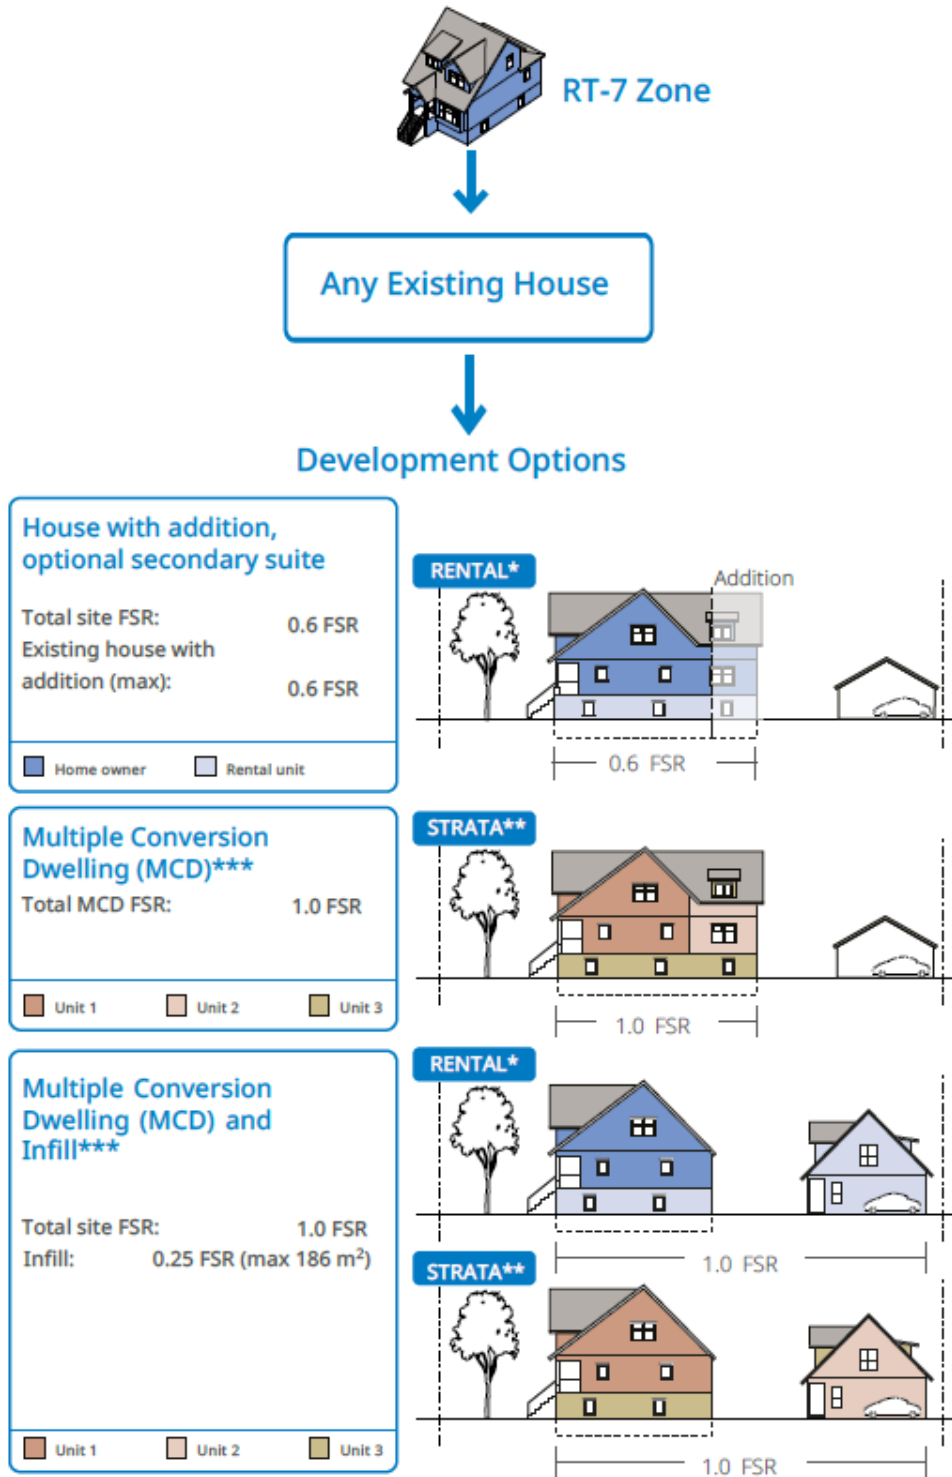 RT-7 Zone
Any Existing House
Development Options
House with addition,
optional secondary suite
Total site FSR: 0.6 FSR
Existing house with
addition (max): 0.6 FSR
Home owner Rental unit
RENTAL*
Addition
0.6 FSR
Multiple Conversion
Dwelling (MCD)***
Total MCD FSR: 1.0 FSR
Unit 1 Unit 2 Unit 3
STRATA**
1.0 FSR
Multiple Conversion
Dwelling (MCD) and
Infill***
Total site FSR: 1.0 FSR
Infill: 0.25 FSR (max 186 m²)
Unit 1 Unit 2 Unit 3
RENTAL*
1.0 FSR
STRATA**
1.0 FSR